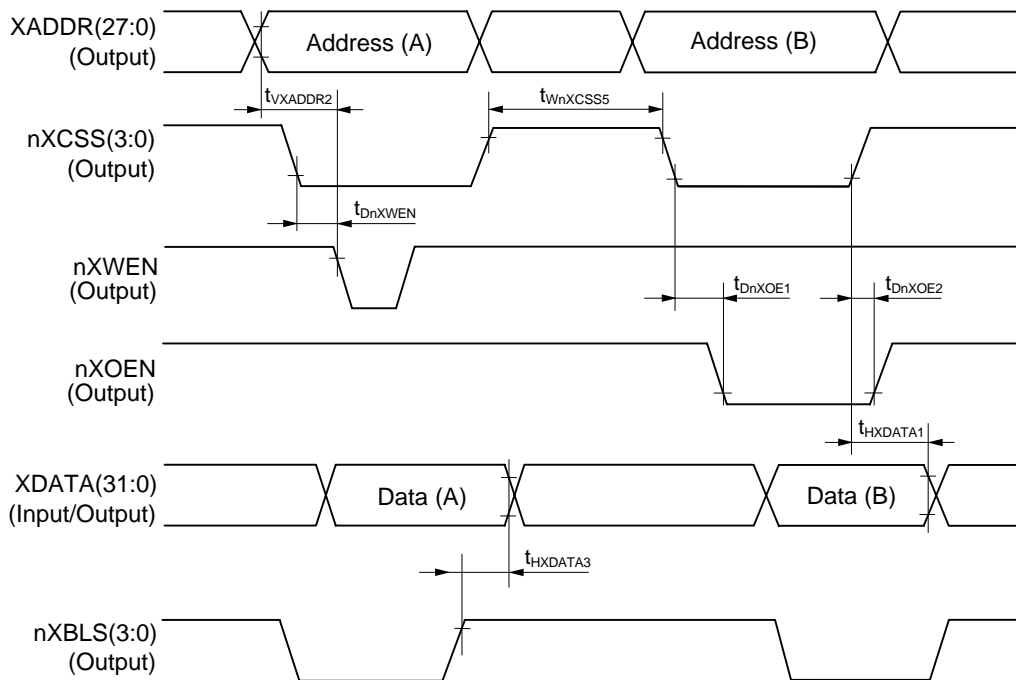 XADDR(27:0)
(Output)
Address (A)
Address (B)
tVXADDR2
tWnXCSS5
nXCSS(3:0)
(Output)
tDnXWEN
nXWEN
(Output)
tDnXOE1
tDnXOE2
nXOEN
(Output)
tHXDATA1
XDATA(31:0)
(Input/Output)
Data (A)
Data (B)
tHXDATA3
nXBLS(3:0)
(Output)